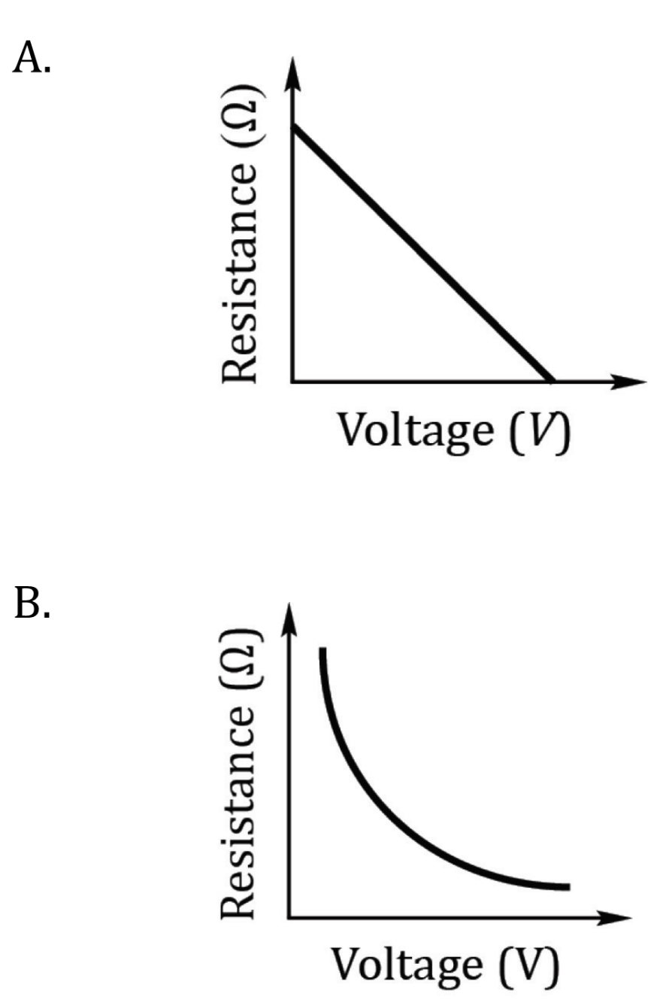 A.
Resistance (Ω)
Voltage (V)
B.
Resistance (Ω)
Voltage (V)